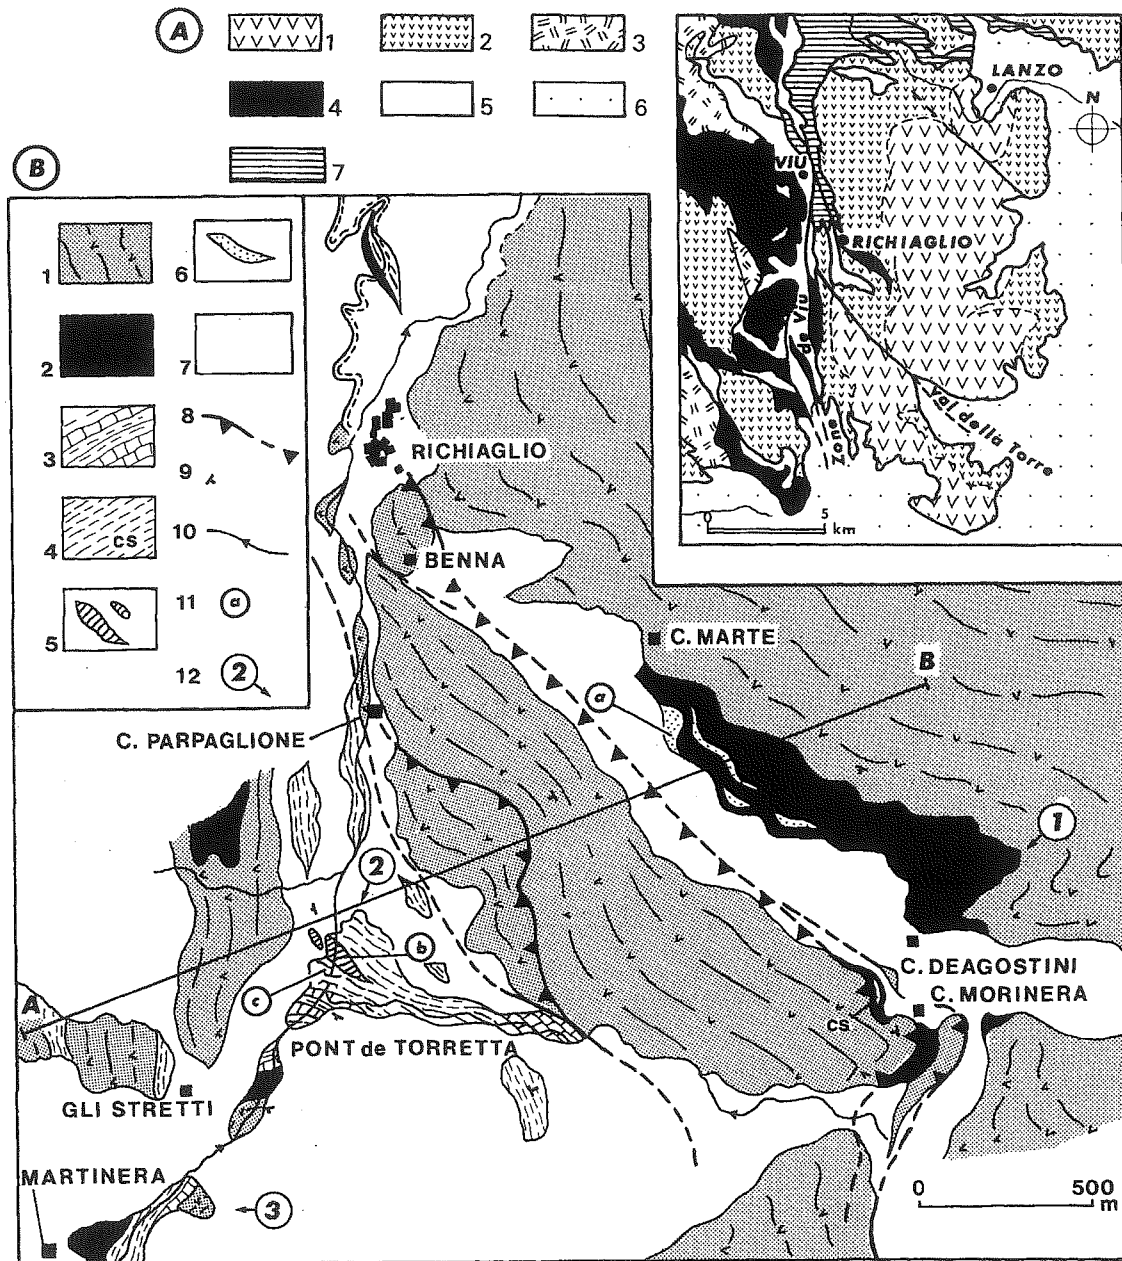 A
1
2
3
4
5
6
7
LANZO
N
VIÙ
RICHIAGLIO
de Viu
Zone
Val della Torre
0 5
km
B
1
2
3
4
cs
5
6
7
8
9
10
11 a
12 2
RICHIAGLIO
BENNA
C. MARTE
B
a
C. PARPAGLIONE
1
2
b
c
C. DEAGOSTINI
C. MORINERA
cs
A
PONT de TORRETTA
GLI STRETTI
MARTINERA
3
0 500
m